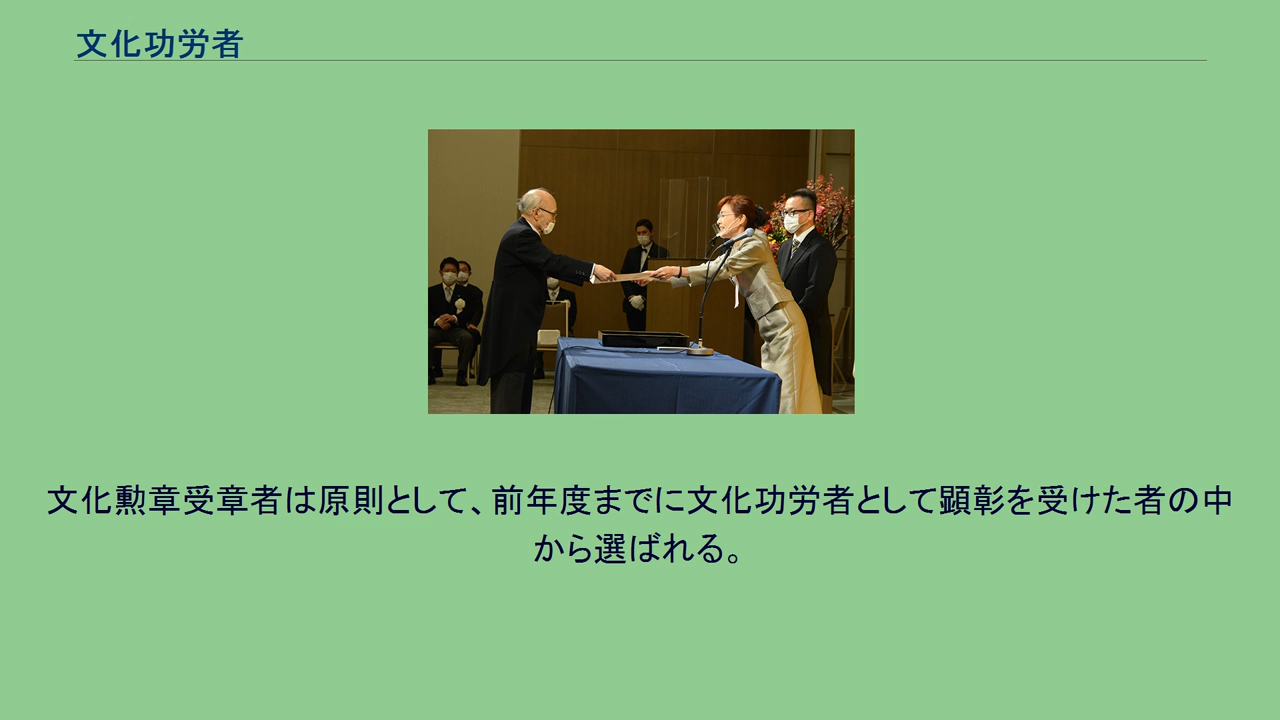 文化功労者
文化勲章受章者は原則として、前年度までに文化功労者として顕彰を受けた者の中
から選ばれる。